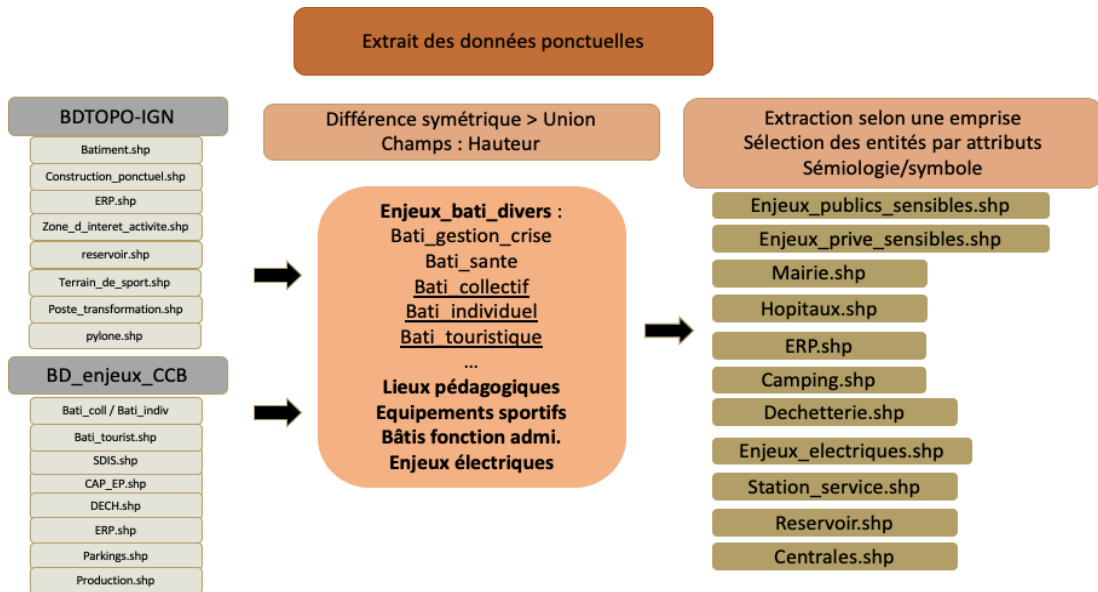 Extrait des données ponctuelles
BDTOPO-IGN
Batiment.shp
Construction_ponctuel.shp
ERP.shp
Zone_d_interet_activite.shp
reservoir.shp
Terrain_de_sport.shp
Poste_transformation.shp
pylone.shp
BD_enjeux_CCB
Bati_coll / Bati_indiv
Bati_tourist.shp
SDIS.shp
CAP_EP.shp
DECH.shp
ERP.shp
Parkings.shp
Production.shp
Différence symétrique > Union
Champs : Hauteur
Enjeux_bati_divers :
Bati_gestion_crise
Bati_sante
Bati_collectif
Bati_individuel
Bati_touristique
...
Lieux pédagogiques
Equipements sportifs
Bâtis fonction admi.
Enjeux électriques
Extraction selon une emprise
Sélection des entités par attributs
Sémiologie/symbole
Enjeux_publics_sensibles.shp
Enjeux_prive_sensibles.shp
Mairie.shp
Hopitaux.shp
ERP.shp
Camping.shp
Dechetterie.shp
Enjeux_electriques.shp
Station_service.shp
Reservoir.shp
Centrales.shp